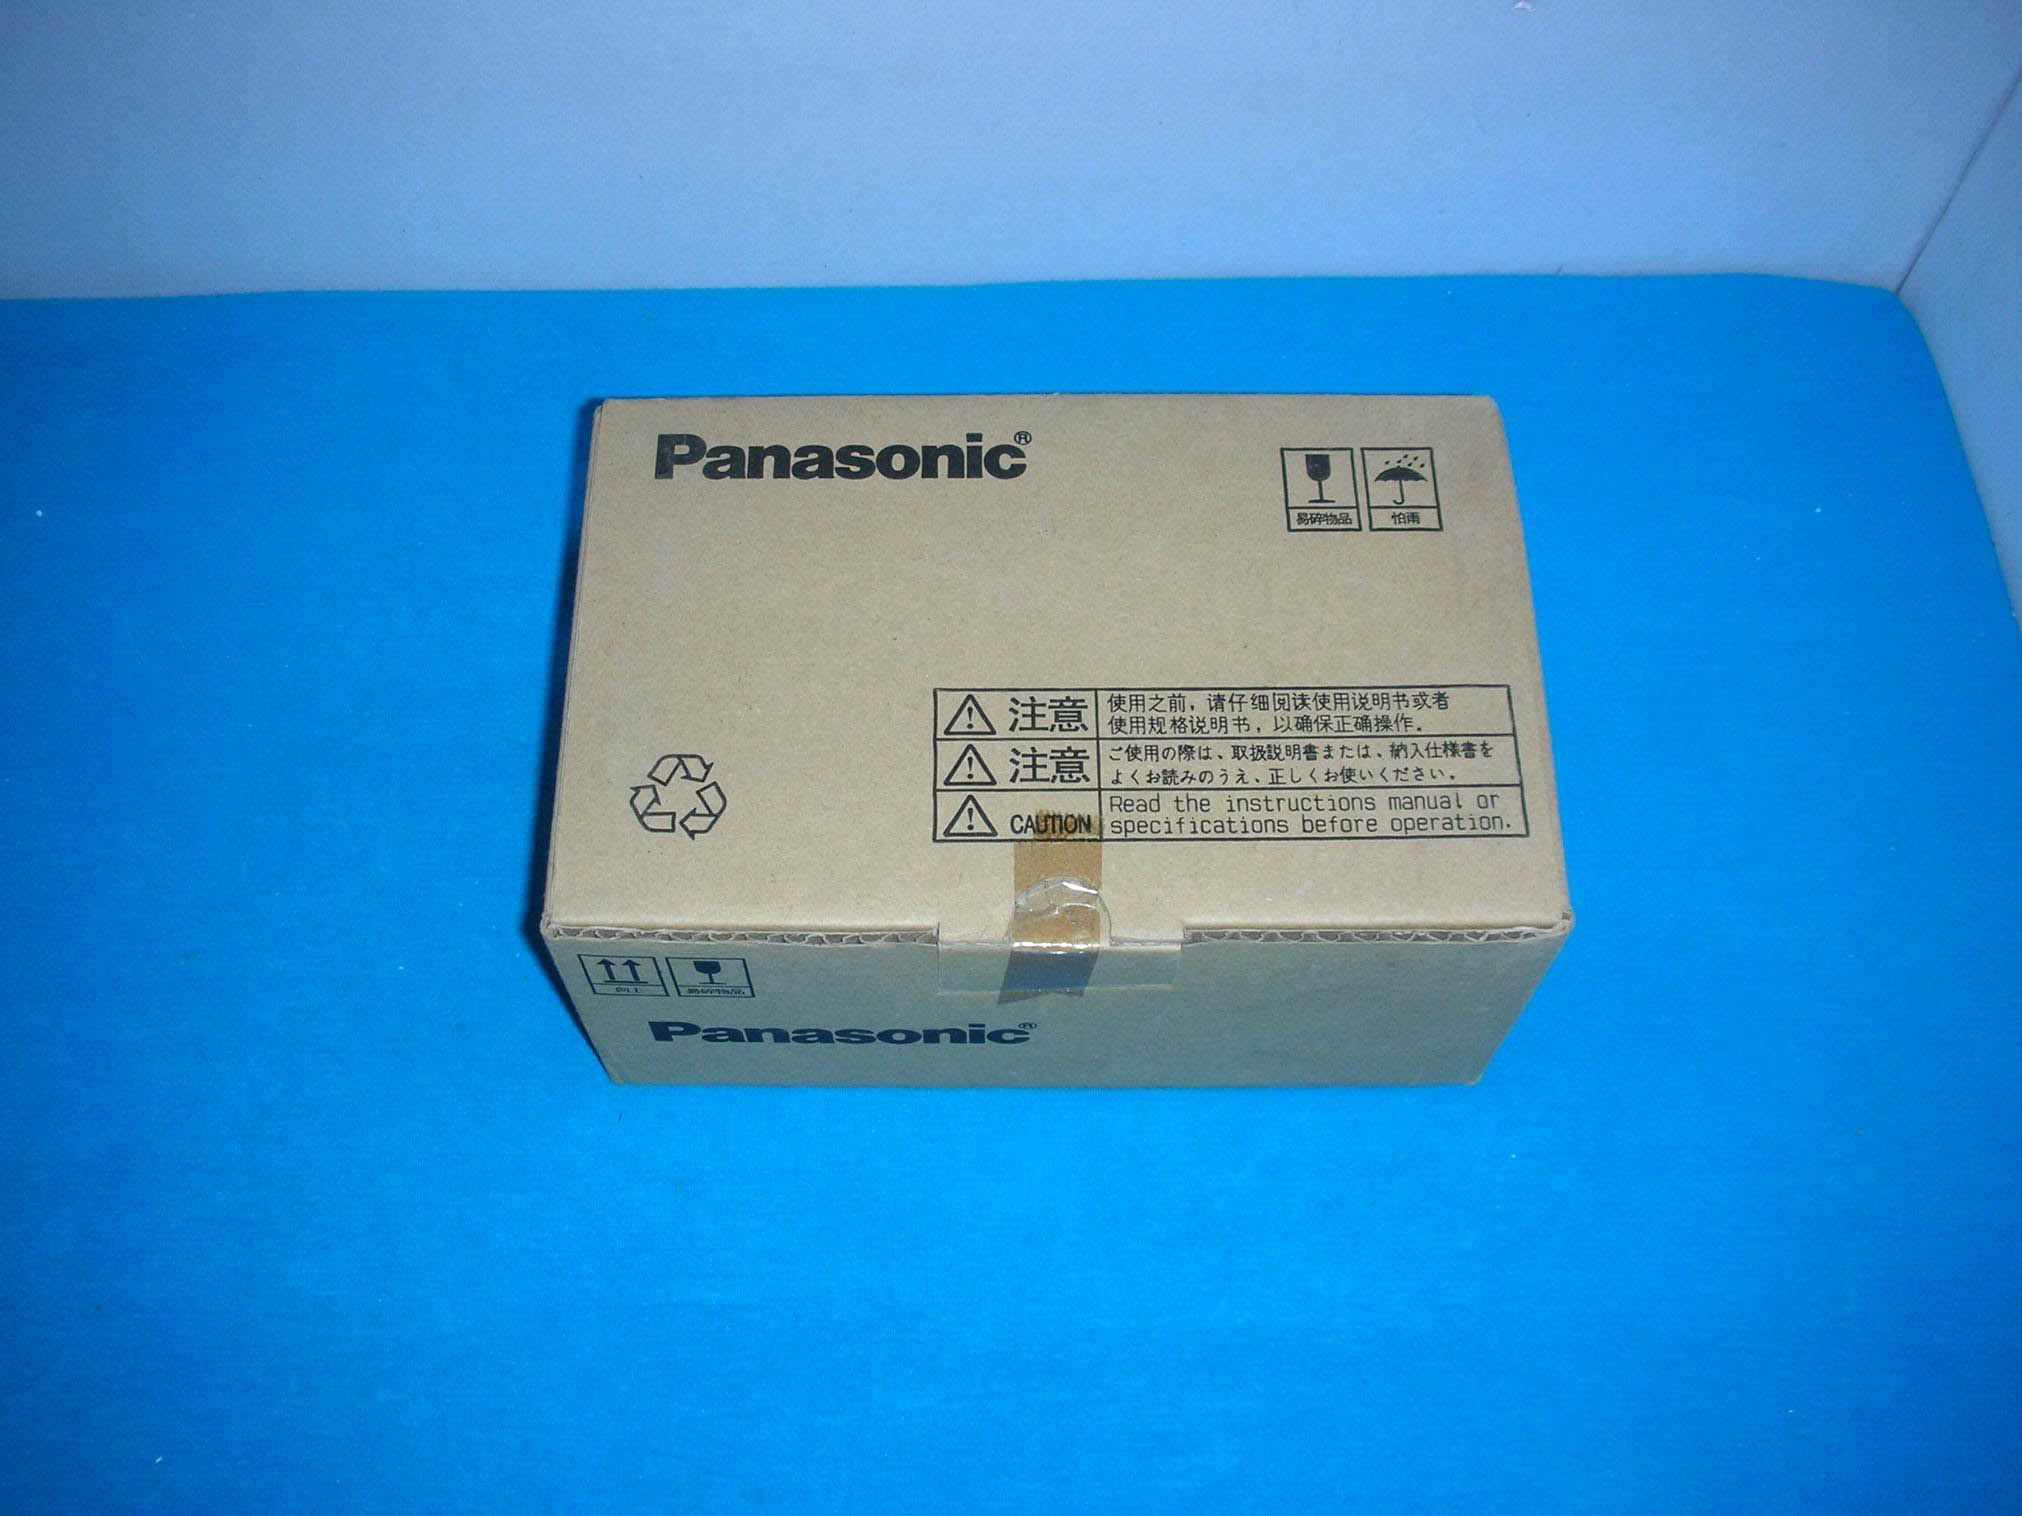 Panasonic®
易碎物品
怕雨
注意
使用之前，请仔细阅读使用说明书或者
使用规格说明书，以确保正确操作.
注意
ご使用の際は、取扱説明書または、納入仕様書を
よくお読みのうえ、正しくお使いください。
CAUTION
Read the instructions manual or
specifications before operation.
向上
易碎物品
Panasonic®